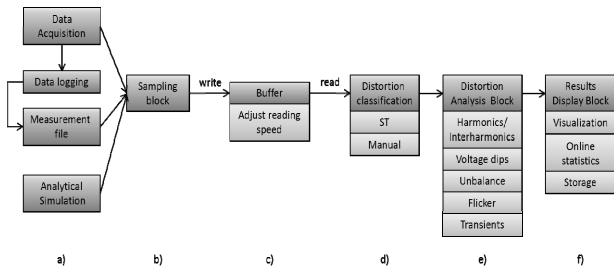 Data
Acquisition
Data logging
Measurement
file
Analytical
Simulation
Sampling
block
write
Buffer
Adjust reading
speed
read
Distortion
classification
ST
Manual
Distortion
Analysis Block
Harmonics/
Interharmonics
Voltage dips
Unbalance
Flicker
Transients
Results
Display Block
Visualization
Online
statistics
Storage
a)
b)
c)
d)
e)
f)